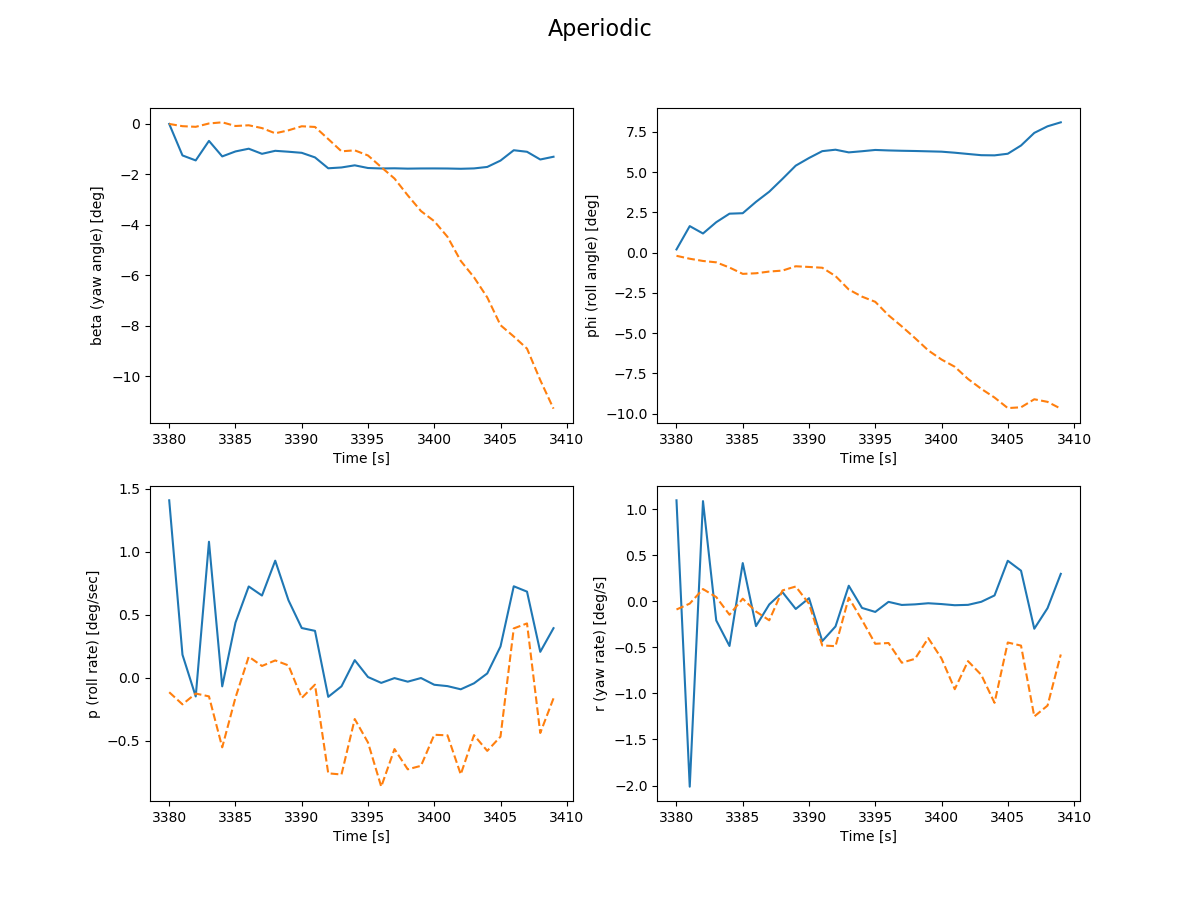 Aperiodic
beta (yaw angle) [deg]
0
−2
−4
−6
−8
−10
3380 3385 3390 3395 3400 3405 3410
Time [s]
phi (roll angle) [deg]
7.5
5.0
2.5
0.0
−2.5
−5.0
−7.5
−10.0
3380 3385 3390 3395 3400 3405 3410
Time [s]
p (roll rate) [deg/sec]
1.5
1.0
0.5
0.0
−0.5
3380 3385 3390 3395 3400 3405 3410
Time [s]
r (yaw rate) [deg/s]
1.0
0.5
0.0
−0.5
−1.0
−1.5
−2.0
3380 3385 3390 3395 3400 3405 3410
Time [s]